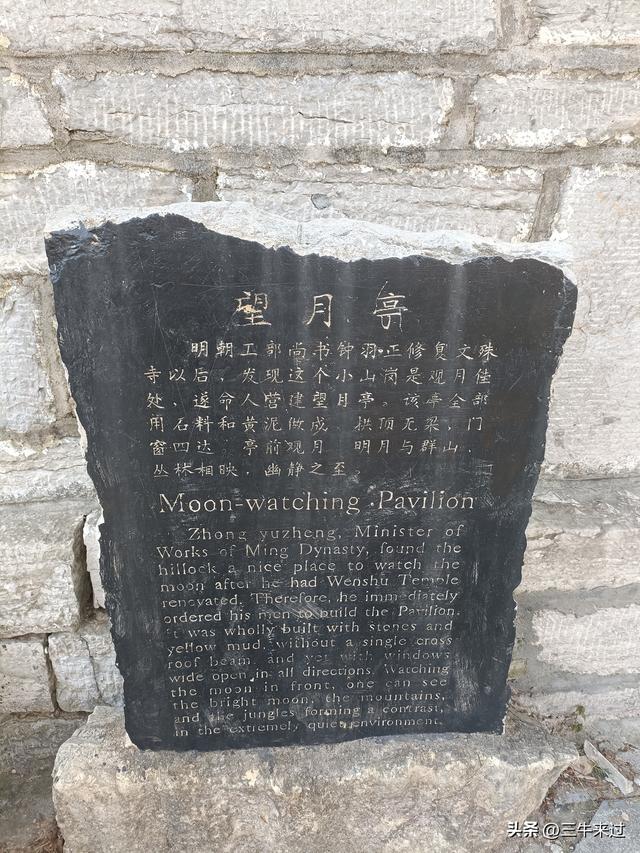 望月亭
明朝工部尚书钟羽正修复文殊
寺以后，发现这个小山岗是观月佳
处，遂命人营建望月亭。该亭全部
用石料和黄泥做成 拱顶无梁，门
窗四达。亭前观月 明月与群山、
丛林相映，幽静之至。
Moon-watching Pavilion
Zhong yuzheng, Minister of
Works of Ming Dynasty, found the
hillock a nice place to watch the
moon after he had Wenshu Temple
renovated. Therefore, he immediately
ordered his men to build the Pavilion.
It was wholly built with stones and
yellow mud, without a single cross
roof beam, and yet with windows
wide open in all directions. Watching
the moon in front, one can see
the bright moon, the mountains,
and the jungles forming a contrast,
in the extremely quiet environment.
头条 @三牛来过